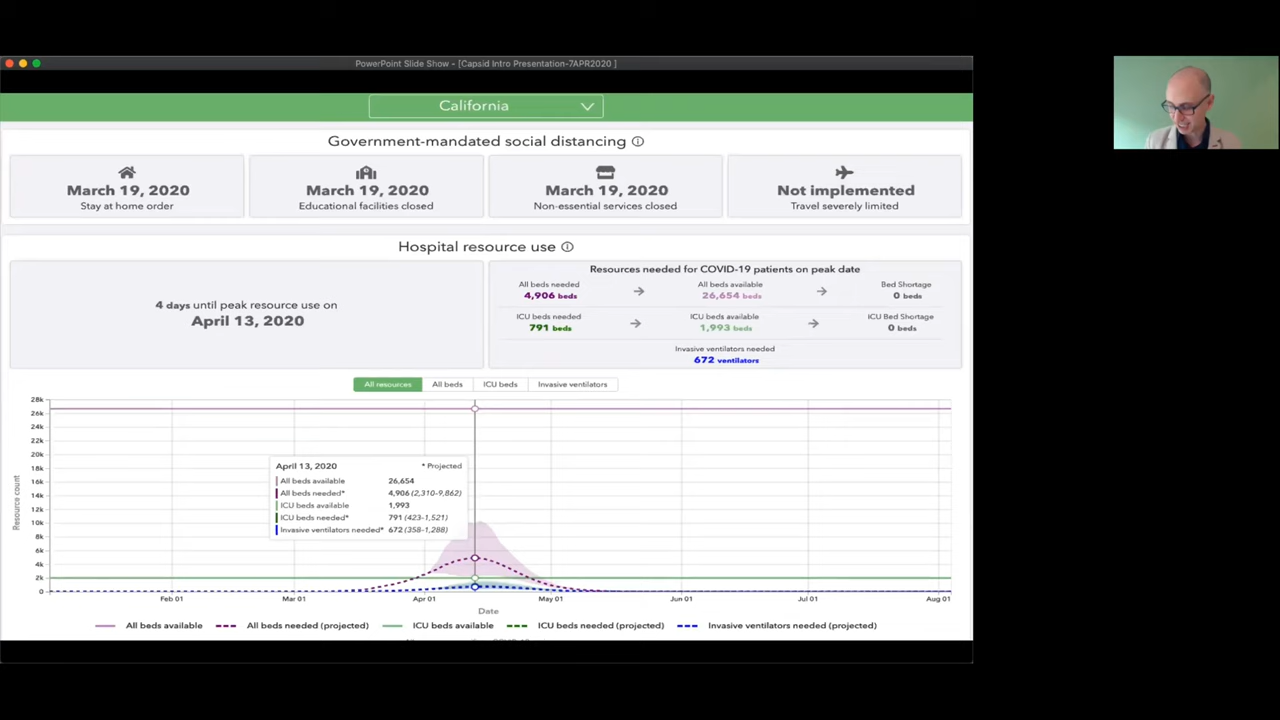 PowerPoint Slide Show - [Capsid Intro Presentation-7APR2020 ]
California
Government-mandated social distancing
March 19, 2020
Stay at home order
March 19, 2020
Educational facilities closed
March 19, 2020
Non-essential services closed
Not implemented
Travel severely limited
Hospital resource use
4 days until peak resource use on
April 13, 2020
Resources needed for COVID-19 patients on peak date
All beds needed
4,906 beds
All beds available
26,654 beds
Bed Shortage
0 beds
ICU beds needed
791 beds
ICU beds available
1,993 beds
ICU Bed Shortage
0 beds
Invasive ventilators needed
672 ventilators
All resources All beds ICU beds Invasive ventilators
28k
26k
24k
22k
20k
18k
16k
14k
12k
10k
8k
6k
4k
2k
0
Resource count
April 13, 2020 * Projected
All beds available 26,654
All beds needed* 4,906 (2,310-9,862)
ICU beds available 1,993
ICU beds needed* 791 (423-1,521)
Invasive ventilators needed* 672 (358-1,288)
Feb 01 Mar 01 Apr 01 May 01 Jun 01 Jul 01 Aug 01
Date
All beds available All beds needed (projected) ICU beds available ICU beds needed (projected) Invasive ventilators needed (projected)